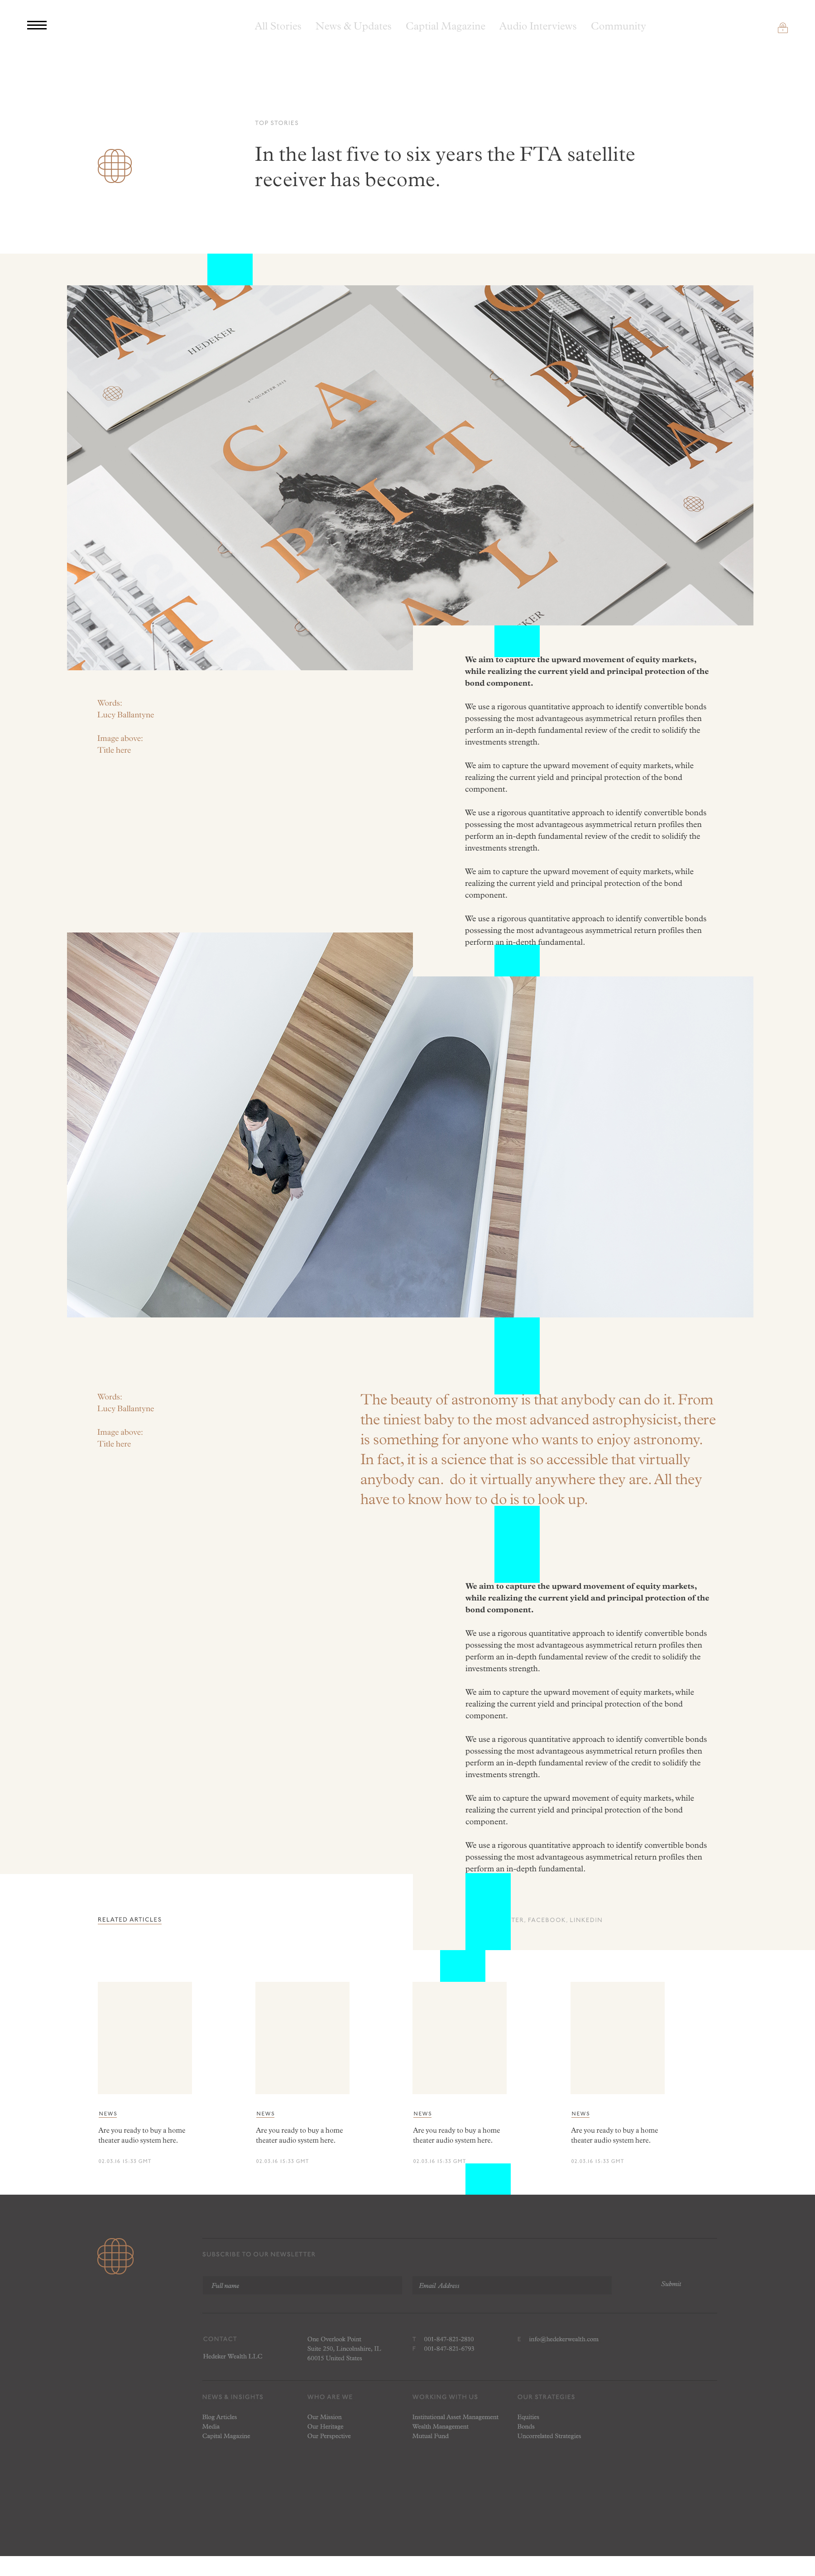 All Stories News & Updates Captial Magazine Audio Interviews Community
TOP STORIES
In the last five to six years the FTA satellite
receiver has become.
HEDEKER
4TH QUARTER 2015
CAPITAL
We aim to capture the upward movement of equity markets,
while realizing the current yield and principal protection of the
bond component.
Words:
Lucy Ballantyne
Image above:
Title here
We use a rigorous quantitative approach to identify convertible bonds
possessing the most advantageous asymmetrical return profiles then
perform an in-depth fundamental review of the credit to solidify the
investments strength.
We aim to capture the upward movement of equity markets, while
realizing the current yield and principal protection of the bond
component.
We use a rigorous quantitative approach to identify convertible bonds
possessing the most advantageous asymmetrical return profiles then
perform an in-depth fundamental review of the credit to solidify the
investments strength.
We aim to capture the upward movement of equity markets, while
realizing the current yield and principal protection of the bond
component.
We use a rigorous quantitative approach to identify convertible bonds
possessing the most advantageous asymmetrical return profiles then
perform an in-depth fundamental.
Words:
Lucy Ballantyne
Image above:
Title here
The beauty of astronomy is that anybody can do it. From
the tiniest baby to the most advanced astrophysicist, there
is something for anyone who wants to enjoy astronomy.
In fact, it is a science that is so accessible that virtually
anybody can. do it virtually anywhere they are. All they
have to know how to do is to look up.
We aim to capture the upward movement of equity markets,
while realizing the current yield and principal protection of the
bond component.
We use a rigorous quantitative approach to identify convertible bonds
possessing the most advantageous asymmetrical return profiles then
perform an in-depth fundamental review of the credit to solidify the
investments strength.
We aim to capture the upward movement of equity markets, while
realizing the current yield and principal protection of the bond
component.
We use a rigorous quantitative approach to identify convertible bonds
possessing the most advantageous asymmetrical return profiles then
perform an in-depth fundamental review of the credit to solidify the
investments strength.
We aim to capture the upward movement of equity markets, while
realizing the current yield and principal protection of the bond
component.
We use a rigorous quantitative approach to identify convertible bonds
possessing the most advantageous asymmetrical return profiles then
perform an in-depth fundamental.
RELATED ARTICLES
TER, FACEBOOK, LINKEDIN
NEWS
Are you ready to buy a home
theater audio system here.
02.03.16 15:33 GMT
NEWS
Are you ready to buy a home
theater audio system here.
02.03.16 15:33 GMT
NEWS
Are you ready to buy a home
theater audio system here.
02.03.16 15:33 GMT
NEWS
Are you ready to buy a home
theater audio system here.
02.03.16 15:33 GMT
SUBSCRIBE TO OUR NEWSLETTER
Full name
Email Address
Submit
CONTACT
Hedeker Wealth LLC
One Overlook Point
Suite 250, Lincolnshire, IL
60015 United States
T 001-847-821-2810
F 001-847-821-6793
E info@hedekerwealth.com
NEWS & INSIGHTS
Blog Articles
Media
Capital Magazine
WHO ARE WE
Our Mission
Our Heritage
Our Perspective
WORKING WITH US
Institutional Asset Management
Wealth Management
Mutual Fund
OUR STRATEGIES
Equities
Bonds
Uncorrelated Strategies